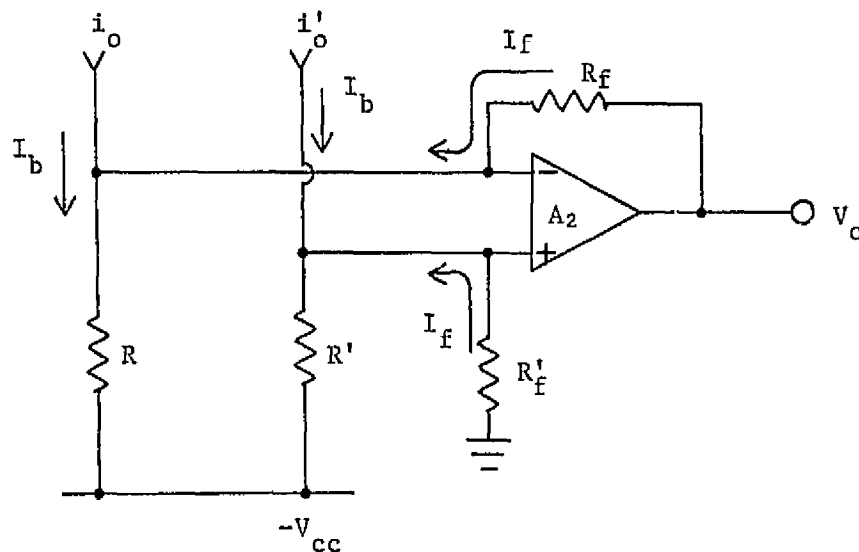 i_o
i'_o
I_f
R_f
I_b
I_b
−
A_2
V_o
+
I_f
R
R'
R'_f
-V_cc